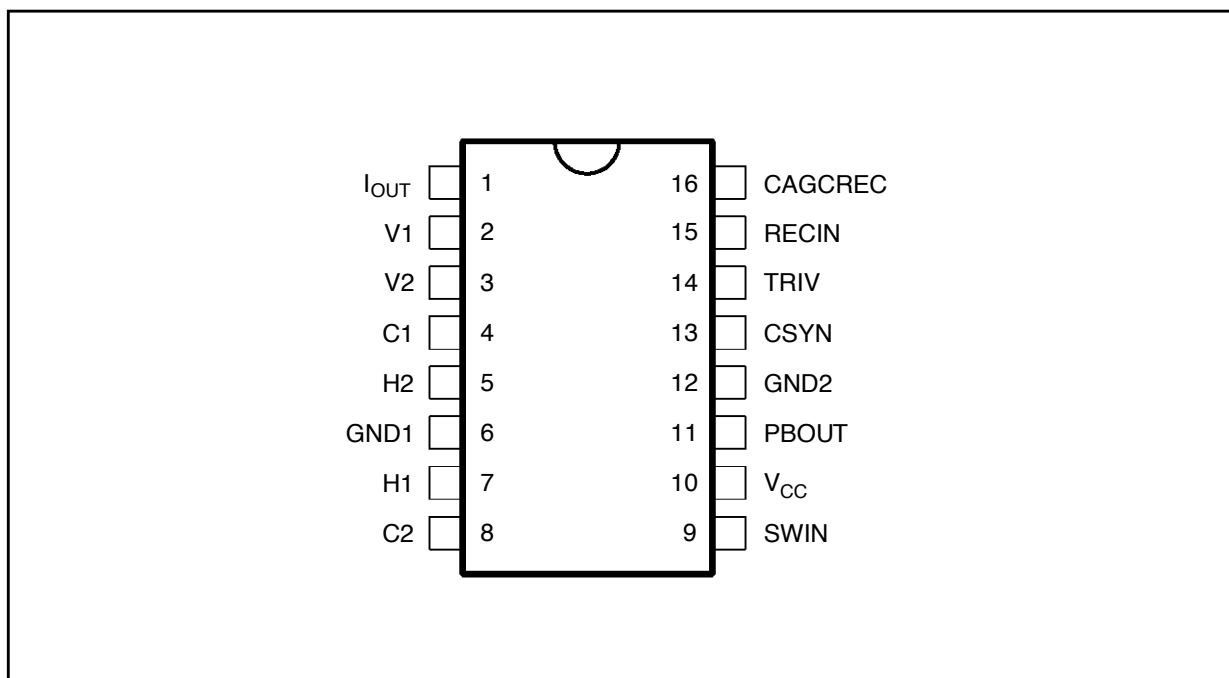 I_OUT 1 16 CAGCREC
V1 2 15 RECIN
V2 3 14 TRIV
C1 4 13 CSYN
H2 5 12 GND2
GND1 6 11 PBOUT
H1 7 10 V_CC
C2 8 9 SWIN